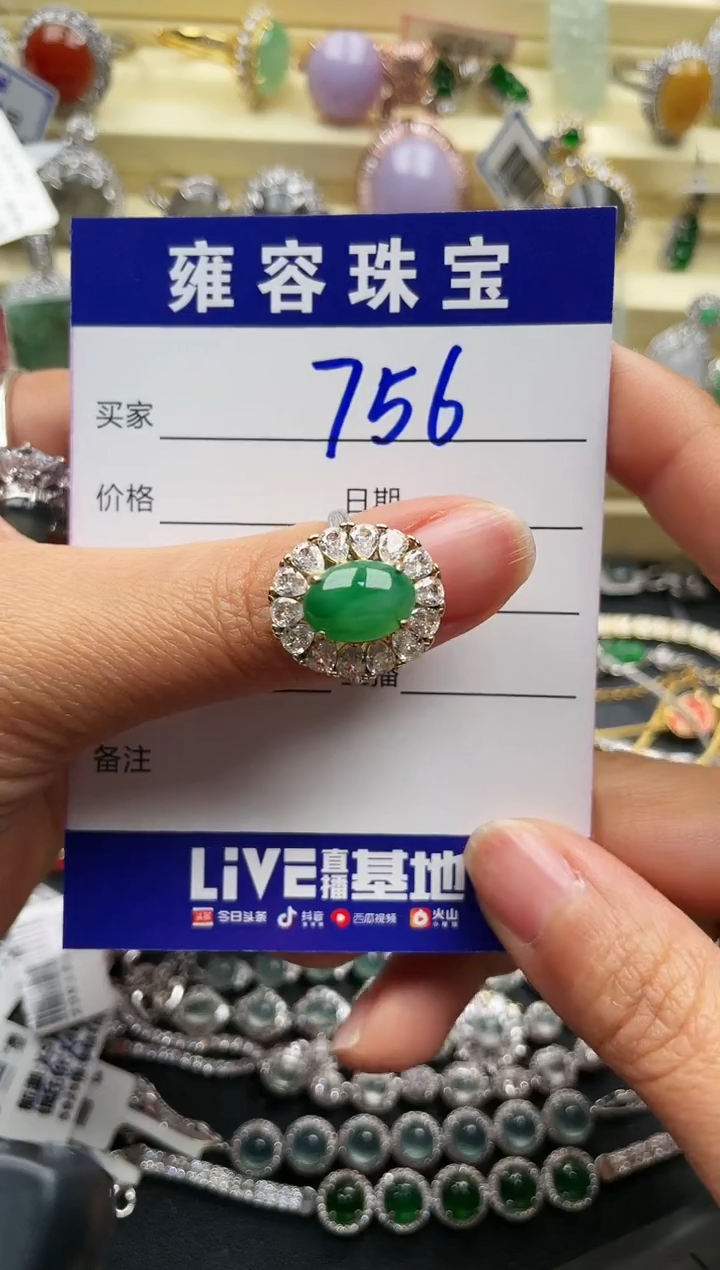 雍容珠宝
买家 756
价格 日期
播
备注
LiVE直播基地
今日头条 抖音 西瓜视频 火山